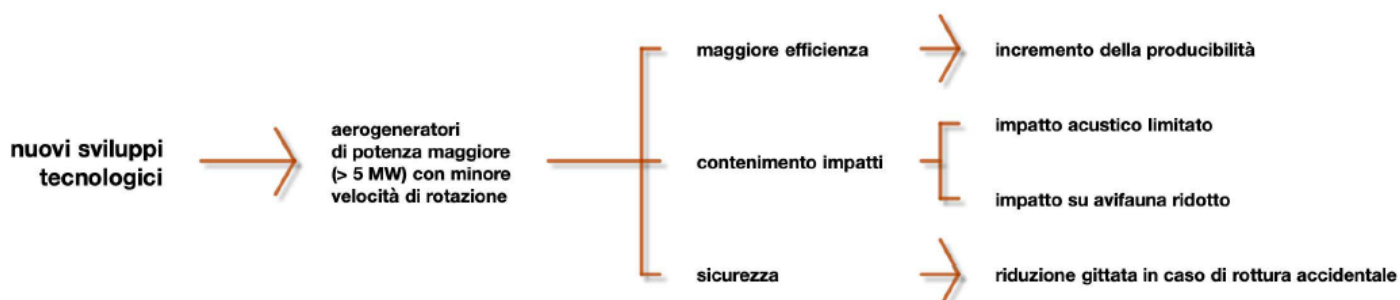 nuovi sviluppi
tecnologici
aerogeneratori
di potenza maggiore
(> 5 MW) con minore
velocità di rotazione
maggiore efficienza
incremento della producibilità
contenimento impatti
impatto acustico limitato
impatto su avifauna ridotto
sicurezza
riduzione gittata in caso di rottura accidentale